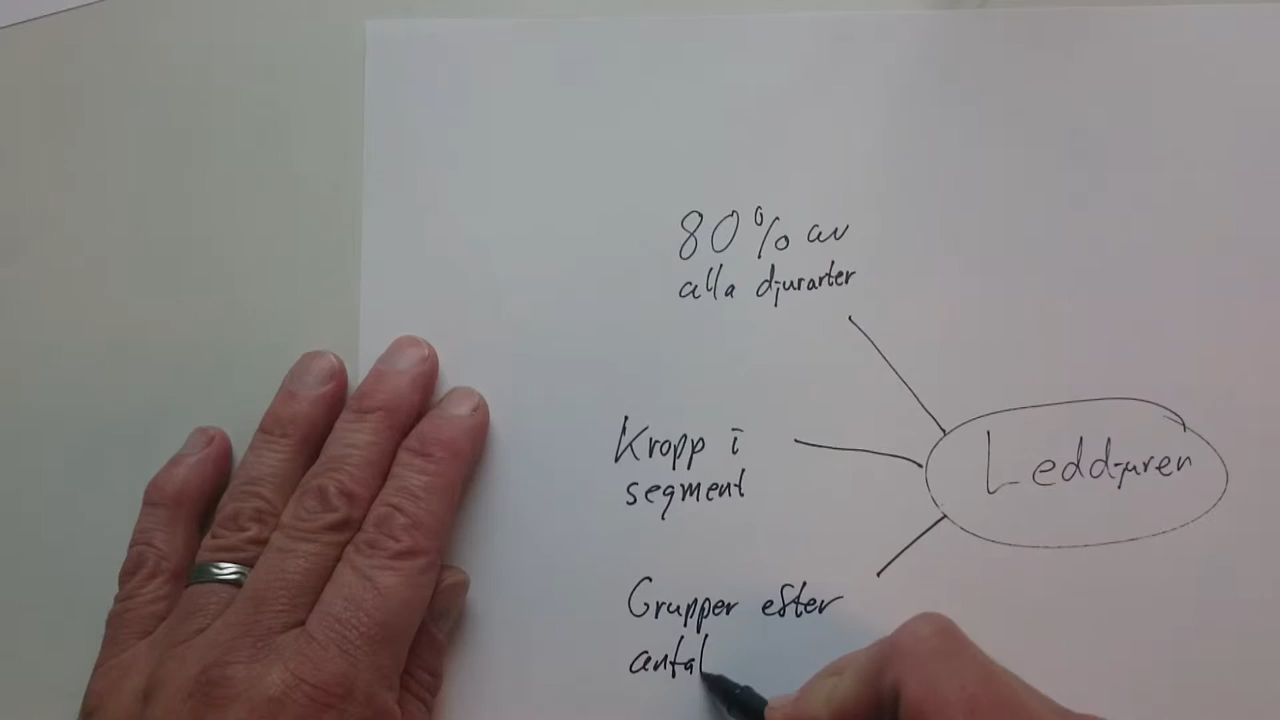 80% av
alla djurarter
Kropp i
segment
Leddjuren
Grupper efter
antal